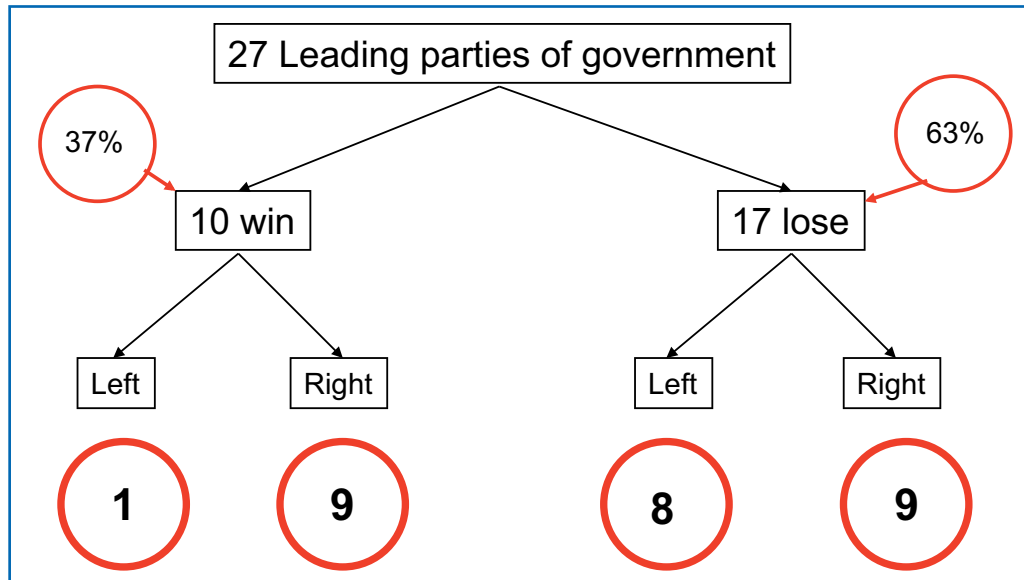 27 Leading parties of government
37%
63%
10 win
17 lose
Left
Right
Left
Right
1
9
8
9